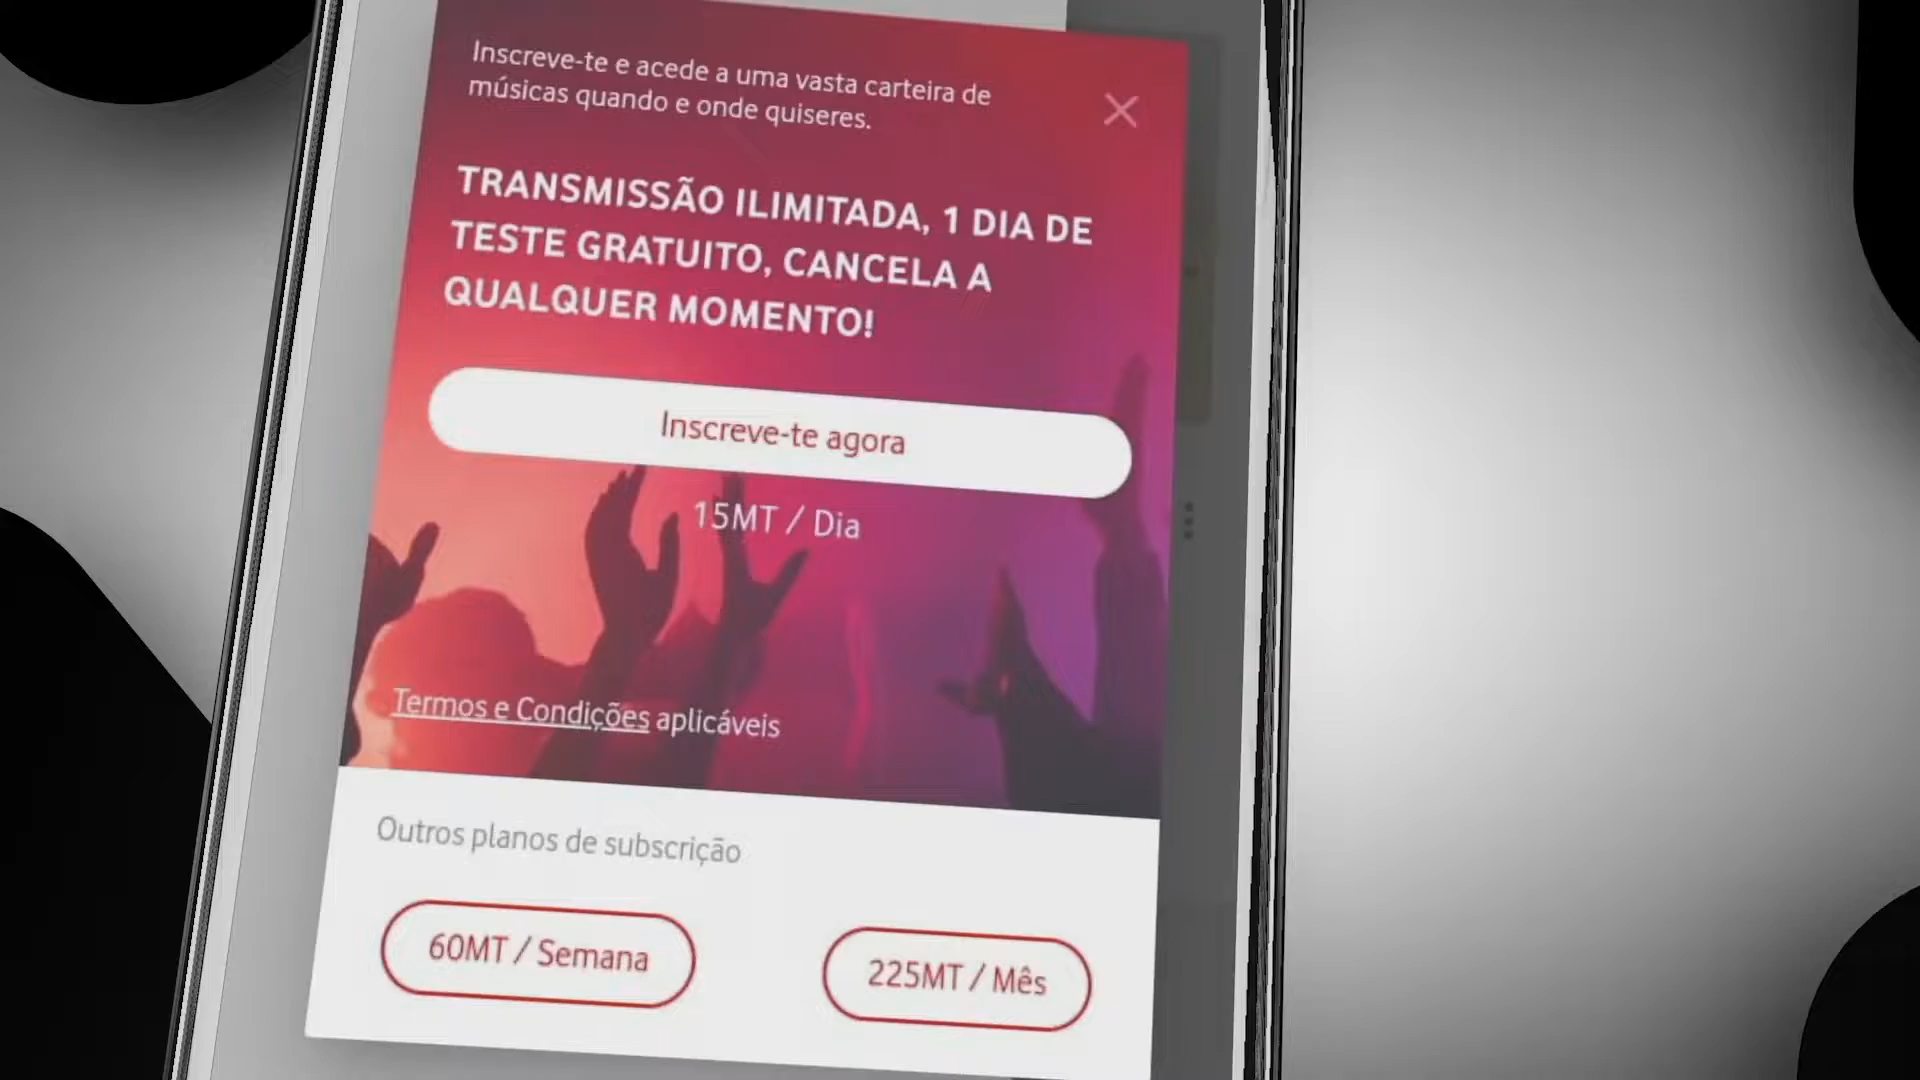 Inscreve-te e acede a uma vasta carteira de
músicas quando e onde quiseres.
TRANSMISSÃO ILIMITADA, 1 DIA DE
TESTE GRATUITO, CANCELA A
QUALQUER MOMENTO!
Inscreve-te agora
15MT / Dia
Termos e Condições aplicáveis
Outros planos de subscrição
60MT / Semana
225MT / Mês